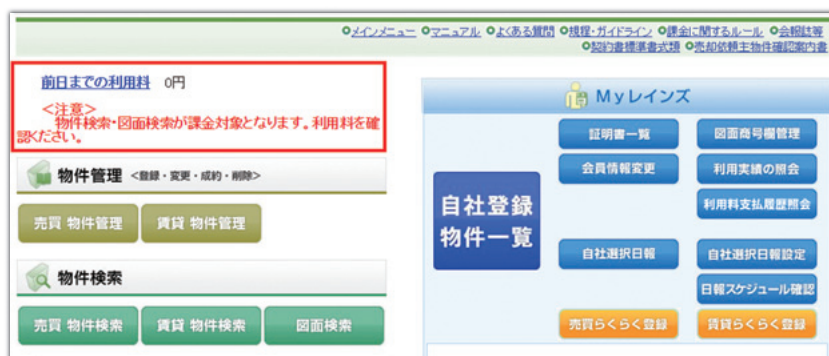 メインメニュー マニュアル よくある質問 規程・ガイドライン 課金に関するルール 会報誌等
契約書標準書式類 売却依頼主物件確認案内書
前日までの利用料 0円
<注意>
物件検索・図面検索が課金対象となります。利用料を確
認ください。
物件管理 <登録・変更・成約・削除>
売買 物件管理 賃貸 物件管理
物件検索
売買 物件検索 賃貸 物件検索 図面検索
Myレインズ
自社登録
物件一覧
証明書一覧 図面商号欄管理
会員情報変更 利用実績の照会
利用料支払履歴照会
自社選択日報 自社選択日報設定
日報スケジュール確認
売買らくらく登録 賃貸らくらく登録